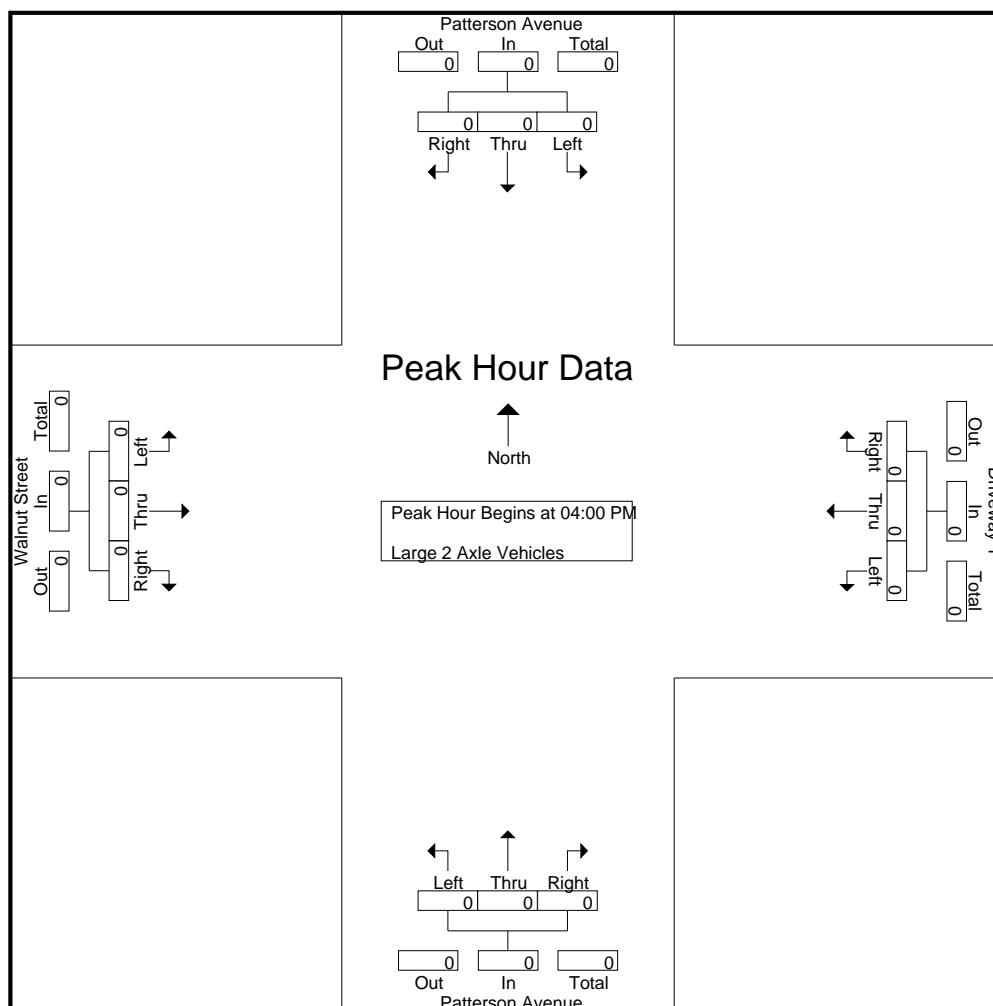 Patterson Avenue
Out In Total
0 0 0
0 0 0
Right Thru Left
Peak Hour Data
North
Peak Hour Begins at 04:00 PM
Large 2 Axle Vehicles
Walnut Street
Out In Total
0 0 0
0 0 0
Right Thru Left
Out In Total
0 0 0
0 0 0
Right Thru Left
Left Thru Right
0 0 0
0 0 0
Out In Total
Patterson Avenue